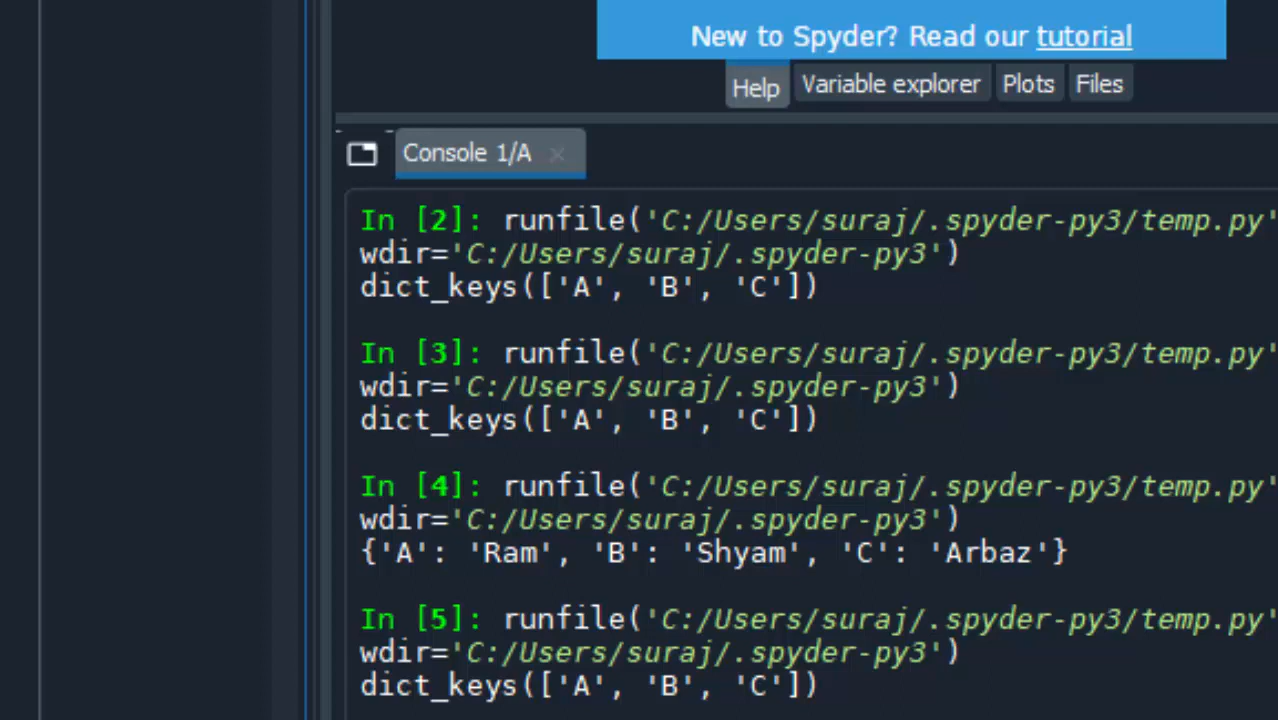 New to Spyder? Read our tutorial
Help Variable explorer Plots Files
Console 1/A
In [2]: runfile('C:/Users/suraj/.spyder-py3/temp.py'
wdir='C:/Users/suraj/.spyder-py3')
dict_keys(['A', 'B', 'C'])
In [3]: runfile('C:/Users/suraj/.spyder-py3/temp.py'
wdir='C:/Users/suraj/.spyder-py3')
dict_keys(['A', 'B', 'C'])
In [4]: runfile('C:/Users/suraj/.spyder-py3/temp.py'
wdir='C:/Users/suraj/.spyder-py3')
{'A': 'Ram', 'B': 'Shyam', 'C': 'Arbaz'}
In [5]: runfile('C:/Users/suraj/.spyder-py3/temp.py'
wdir='C:/Users/suraj/.spyder-py3')
dict_keys(['A', 'B', 'C'])